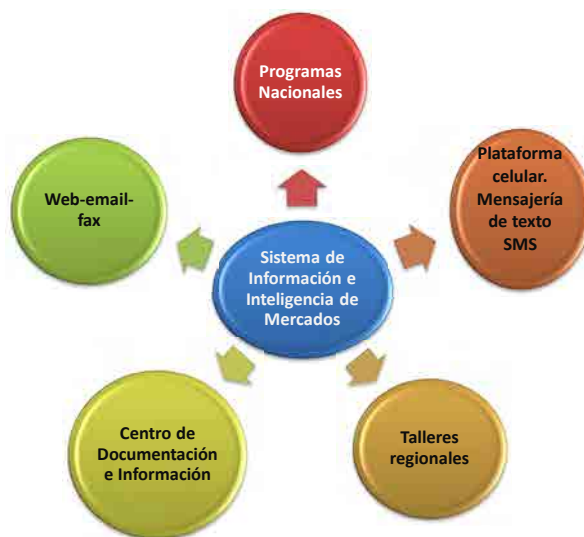 Programas
Nacionales
Plataforma
celular.
Mensajería
de texto
SMS
Web-email-
fax
Sistema de
Información e
Inteligencia de
Mercados
Centro de
Documentación
e Información
Talleres
regionales